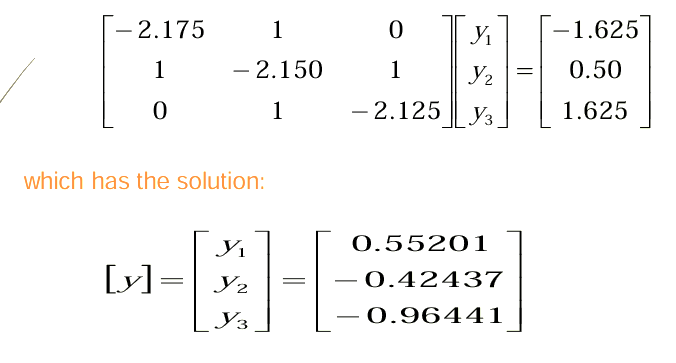 −2.175 1 0 y1 −1.625
1 −2.150 1 y2 = 0.50
0 1 −2.125 y3 1.625
which has the solution:
y1 0.55201
[y] = y2 = −0.42437
y3 −0.96441